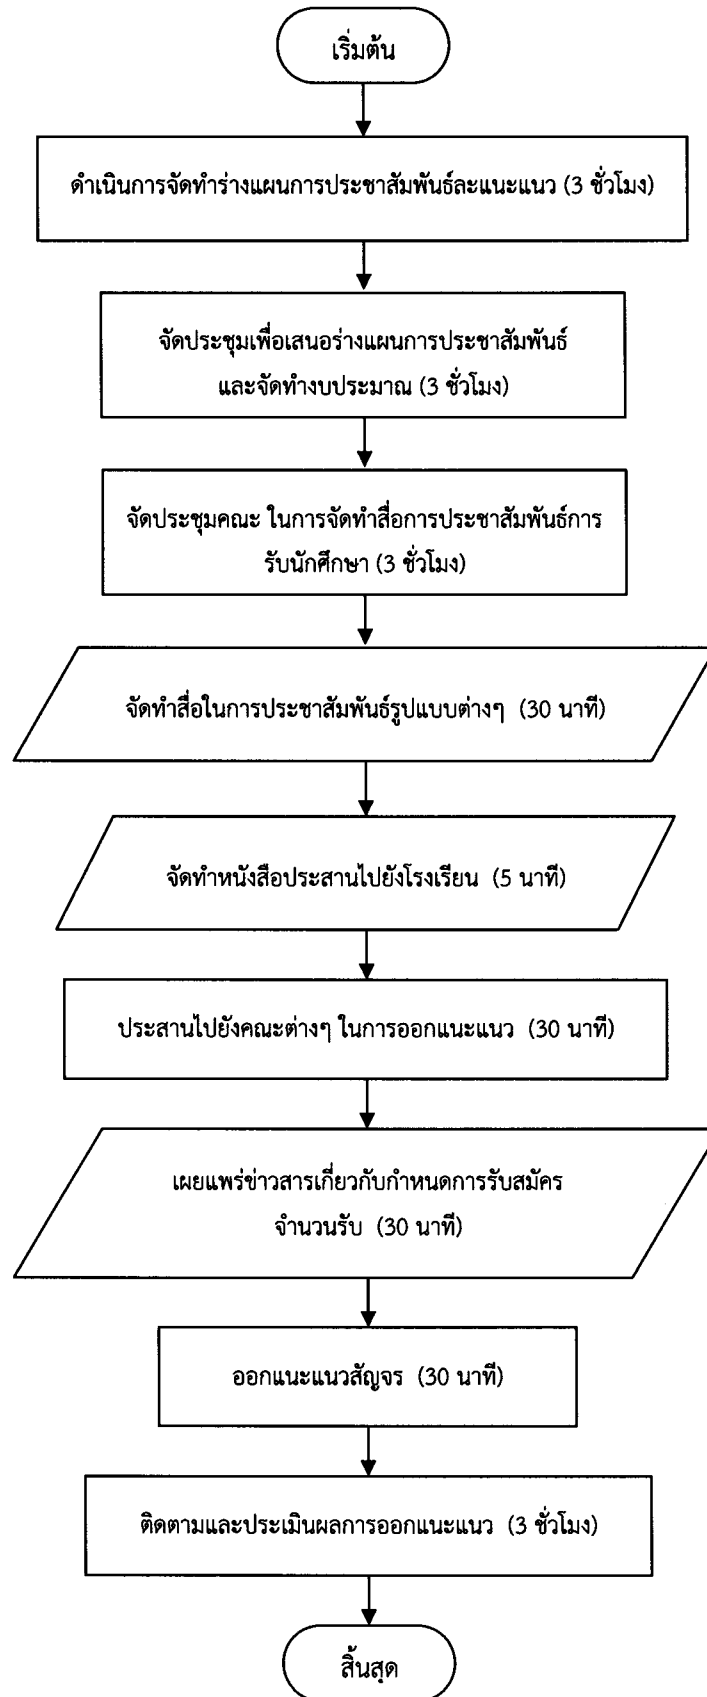 เริ่มต้น
ดำเนินการจัดทำร่างแผนการประชาสัมพันธ์ละแนะแนว (3 ชั่วโมง)
จัดประชุมเพื่อเสนอร่างแผนการประชาสัมพันธ์
และจัดทำงบประมาณ (3 ชั่วโมง)
จัดประชุมคณะ ในการจัดทำสื่อการประชาสัมพันธ์การ
รับนักศึกษา (3 ชั่วโมง)
จัดทำสื่อในการประชาสัมพันธ์รูปแบบต่างๆ (30 นาที)
จัดทำหนังสือประสานไปยังโรงเรียน (5 นาที)
ประสานไปยังคณะต่างๆ ในการออกแนะแนว (30 นาที)
เผยแพร่ข่าวสารเกี่ยวกับกำหนดการรับสมัคร
จำนวนรับ (30 นาที)
ออกแนะแนวสัญจร (30 นาที)
ติดตามและประเมินผลการออกแนะแนว (3 ชั่วโมง)
สิ้นสุด